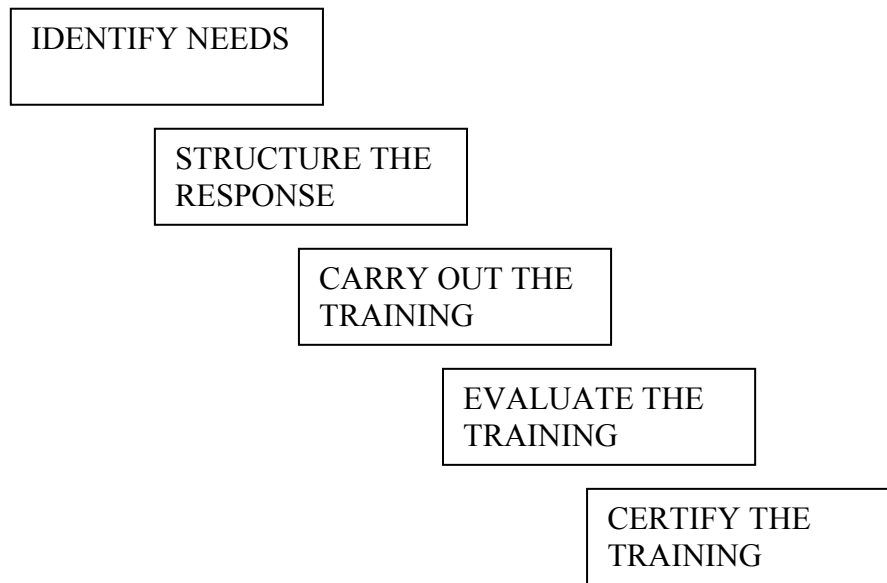 IDENTIFY NEEDS
STRUCTURE THE
RESPONSE
CARRY OUT THE
TRAINING
EVALUATE THE
TRAINING
CERTIFY THE
TRAINING